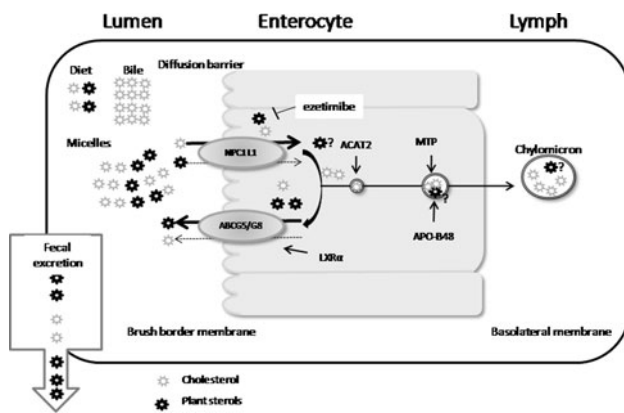 Lumen Enterocyte Lymph
Diet Bile Diffusion barrier
ezetimibe
Micelles
NPC1L1
?
ACAT2
MTP
Chylomicron
?
?
ABCG5/G8
APO-B48
LXRα
Fecal
excretion
Brush border membrane
Basolateral membrane
Cholesterol
Plant sterols